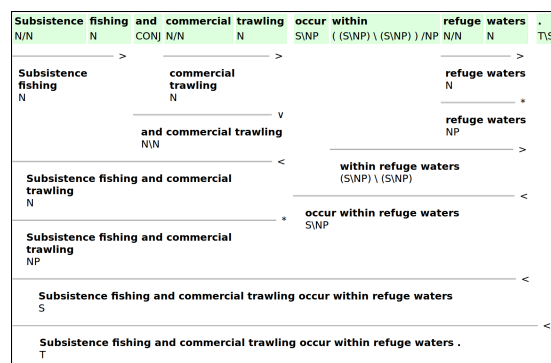 Subsistence fishing and commercial trawling occur within refuge waters .
N/N N CONJ N/N N S\NP ( (S\NP) \ (S\NP) ) /NP N/N N T\S
> > >
Subsistence commercial refuge waters
fishing trawling N
N N
*
∨ refuge waters
and commercial trawling NP
N\N
< >
Subsistence fishing and commercial within refuge waters
trawling (S\NP) \ (S\NP)
N
<
* occur within refuge waters
Subsistence fishing and commercial S\NP
trawling
NP
<
Subsistence fishing and commercial trawling occur within refuge waters
S
<
Subsistence fishing and commercial trawling occur within refuge waters .
T